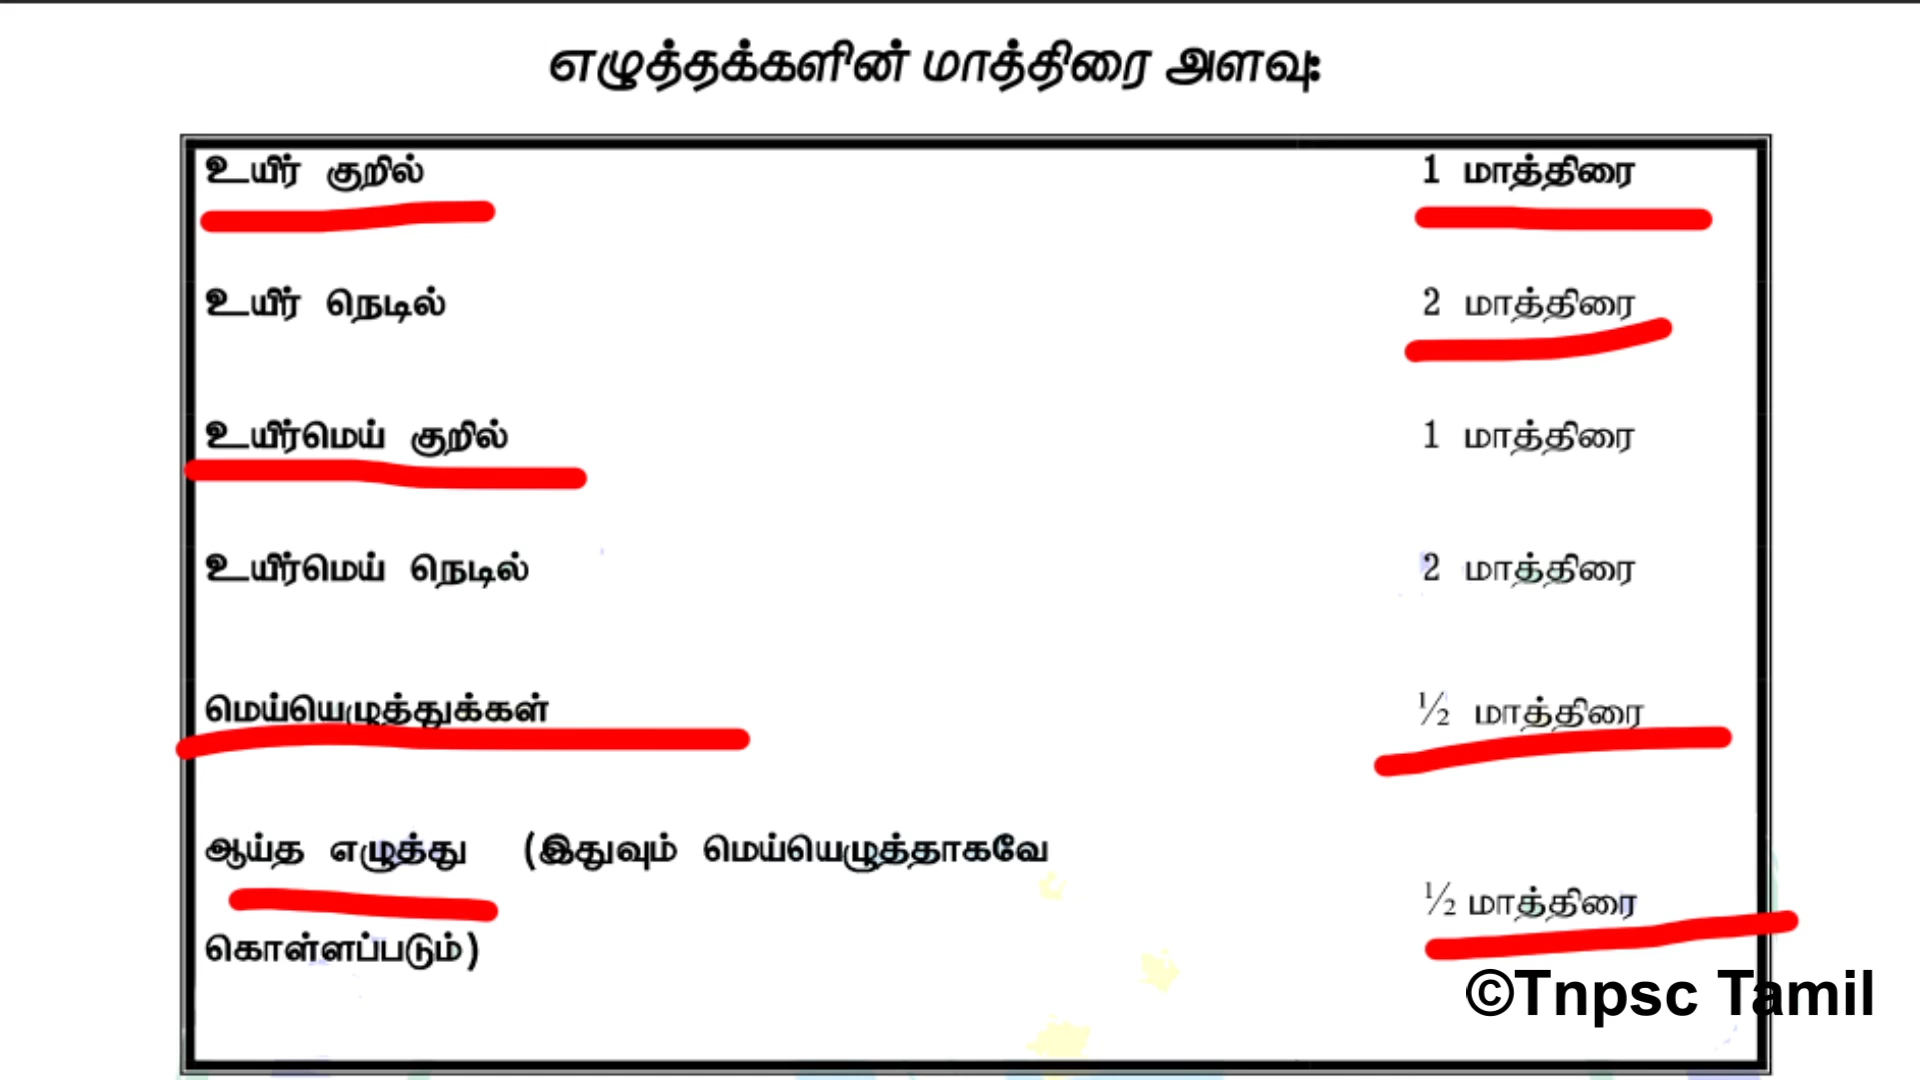 எழுத்தக்களின் மாத்திரை அளவு:
உயிர் குறில் 1 மாத்திரை
உயிர் நெடில் 2 மாத்திரை
உயிர்மெய் குறில் 1 மாத்திரை
உயிர்மெய் நெடில் 2 மாத்திரை
மெய்யெழுத்துக்கள் ½ மாத்திரை
ஆய்த எழுத்து (இதுவும் மெய்யெழுத்தாகவே
½ மாத்திரை
கொள்ளப்படும்)
©Tnpsc Tamil